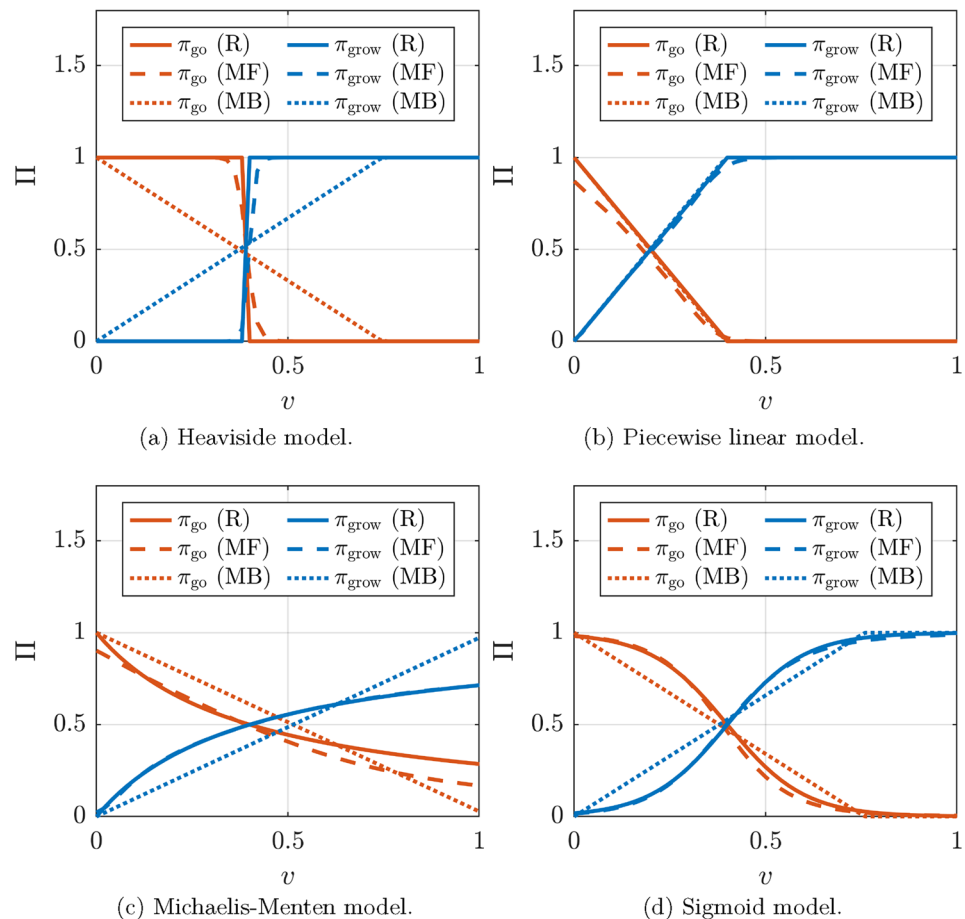 π_go (R) π_grow (R)
π_go (MF) π_grow (MF)
π_go (MB) π_grow (MB)
1.5
1
0.5
0
Π
0 0.5 1
v
(a) Heaviside model.
π_go (R) π_grow (R)
π_go (MF) π_grow (MF)
π_go (MB) π_grow (MB)
1.5
1
0.5
0
Π
0 0.5 1
v
(b) Piecewise linear model.
π_go (R) π_grow (R)
π_go (MF) π_grow (MF)
π_go (MB) π_grow (MB)
1.5
1
0.5
0
Π
0 0.5 1
v
(c) Michaelis-Menten model.
π_go (R) π_grow (R)
π_go (MF) π_grow (MF)
π_go (MB) π_grow (MB)
1.5
1
0.5
0
Π
0 0.5 1
v
(d) Sigmoid model.